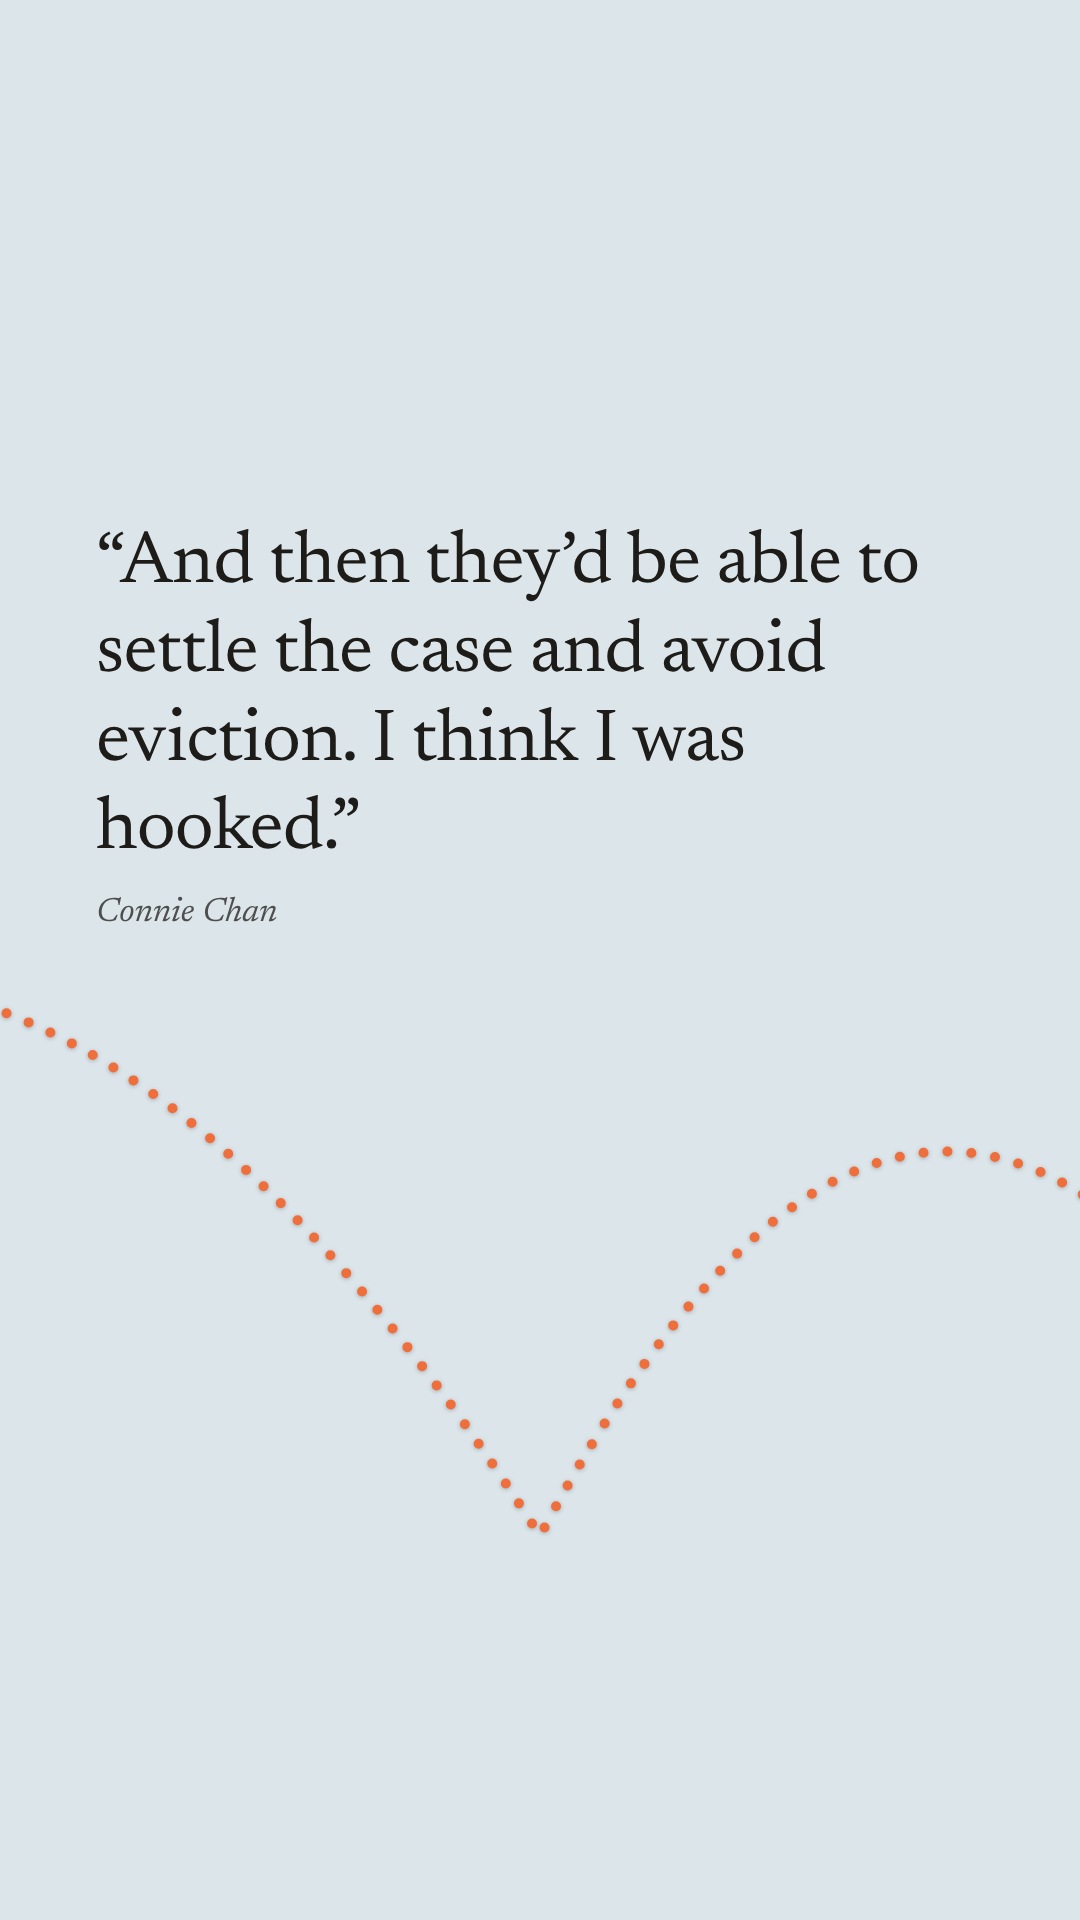 “And then they’d be able to
settle the case and avoid
eviction. I think I was
hooked.”
Connie Chan